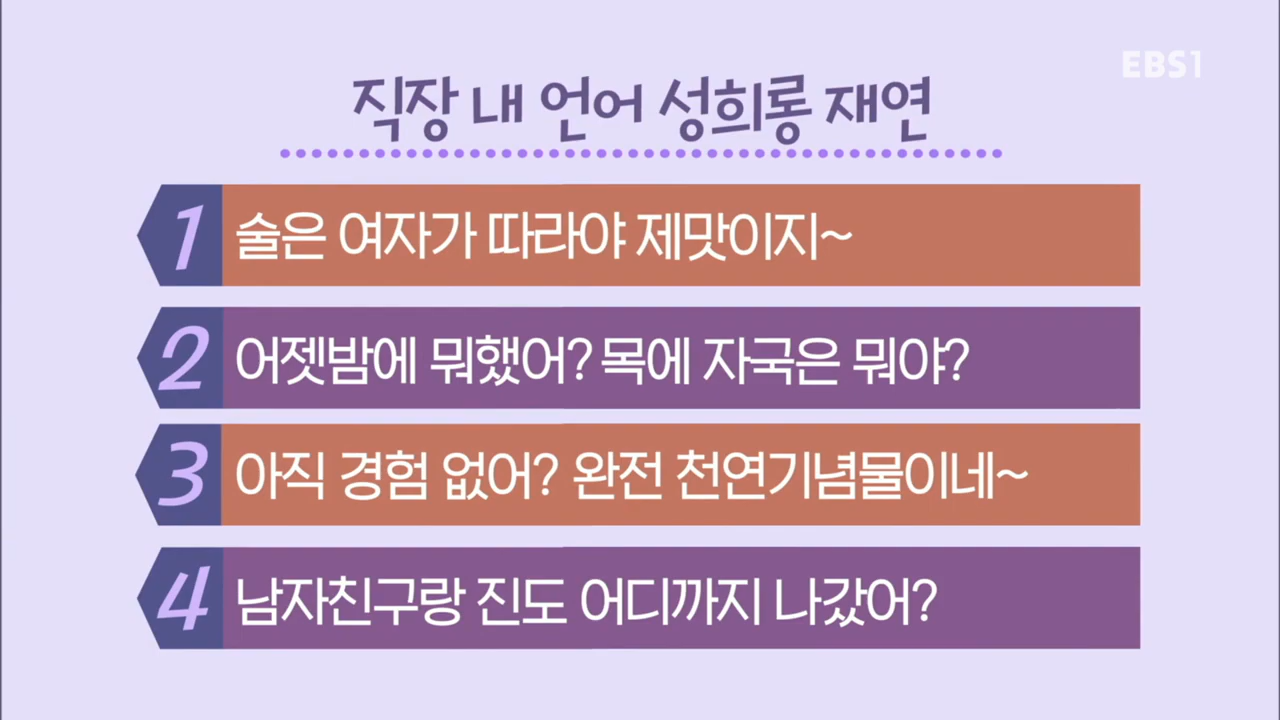 EBS1
직장 내 언어 성희롱 재연
1 술은 여자가 따라야 제맛이지~
2 어젯밤에 뭐했어? 목에 자국은 뭐야?
3 아직 경험 없어? 완전 천연기념물이네~
4 남자친구랑 진도 어디까지 나갔어?